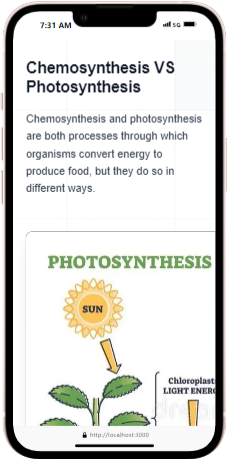 7:31 AM
5G
Chemosynthesis VS
Photosynthesis
Chemosynthesis and photosynthesis
are both processes through which
organisms convert energy to
produce food, but they do so in
different ways.
PHOTOSYNTHESIS
SUN
Chloroplast
LIGHT ENERG
http://localhost:3000